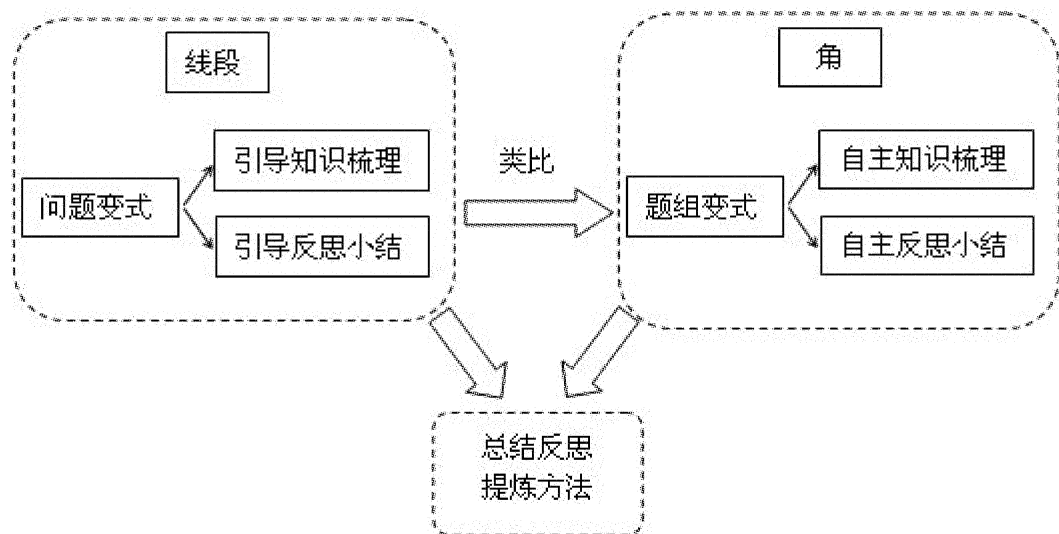 线段
问题变式
引导知识梳理
引导反思小结
类比
角
题组变式
自主知识梳理
自主反思小结
总结反思
提炼方法